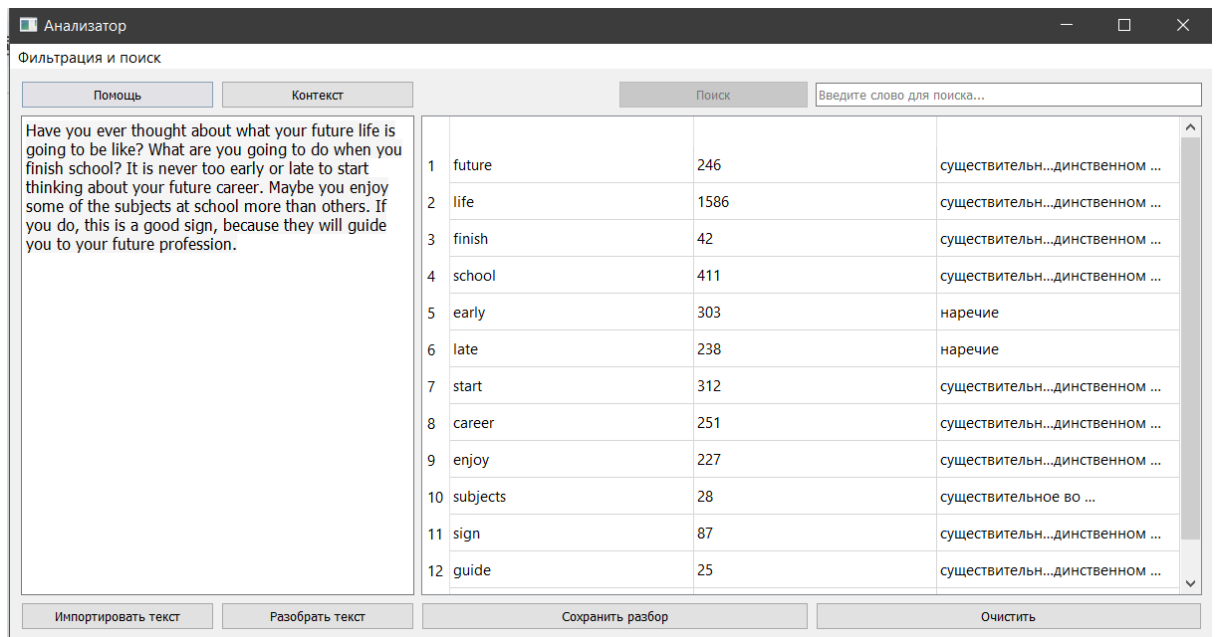 Анализатор
Фильтрация и поиск
Помощь
Контекст
Поиск
Введите слово для поиска...
Have you ever thought about what your future life is
going to be like? What are you going to do when you
finish school? It is never too early or late to start
thinking about your future career. Maybe you enjoy
some of the subjects at school more than others. If
you do, this is a good sign, because they will guide
you to your future profession.
1 future 246 существительн...динственном ...
2 life 1586 существительн...динственном ...
3 finish 42 существительн...динственном ...
4 school 411 существительн...динственном ...
5 early 303 наречие
6 late 238 наречие
7 start 312 существительн...динственном ...
8 career 251 существительн...динственном ...
9 enjoy 227 существительн...динственном ...
10 subjects 28 существительное во ...
11 sign 87 существительн...динственном ...
12 guide 25 существительн...динственном ...
Импортировать текст
Разобрать текст
Сохранить разбор
Очистить